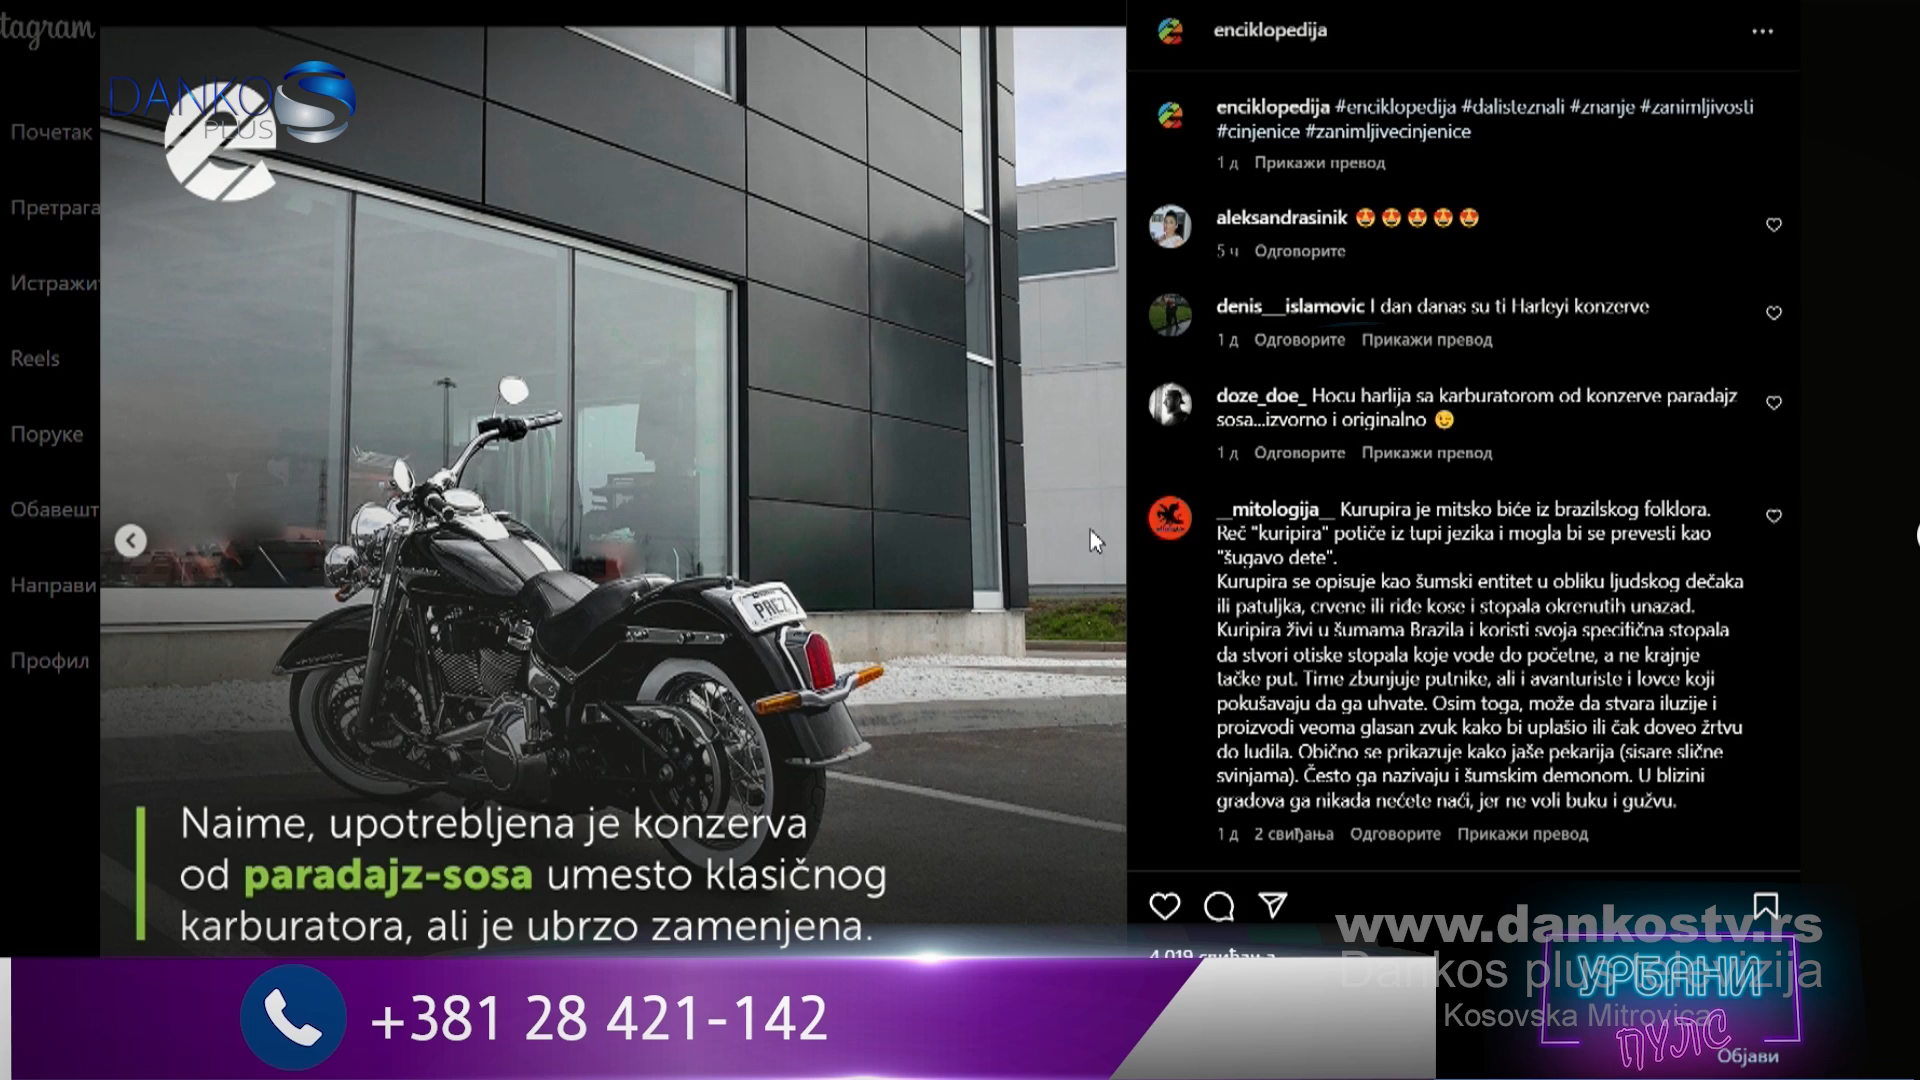 tagram
Почетак
Претрага
Истражит
Reels
Поруке
Обавешт
Направи
Профил
DANKO S
PLUS
PREZ
Naime, upotrebljena je konzerva
od paradajz-sosa umesto klasičnog
karburatora, ali je ubrzo zamenjena.
enciklopedija
enciklopedija #enciklopedija #dalisteznali #znanje #zanimljivosti
#cinjenice #zanimljivecinjenice
1 д Прикажи превод
aleksandrasinik 😍😍😍😍😍
5 ч Одговорите
denis___islamovic I dan danas su ti Harleyi konzerve
1 д Одговорите Прикажи превод
doze_doe_ Hocu harlija sa karburatorom od konzerve paradajz
sosa...izvorno i originalno 😉
1 д Одговорите Прикажи превод
__mitologija__ Kurupira je mitsko biće iz brazilskog folklora.
Reč "kuripira" potiče iz tupi jezika i mogla bi se prevesti kao
"šugavo dete".
Kurupira se opisuje kao šumski entitet u obliku ljudskog dečaka
ili patuljka, crvene ili riđe kose i stopala okrenutih unazad.
Kuripira živi u šumama Brazila i koristi svoja specifična stopala
da stvori otiske stopala koje vode do početne, a ne krajnje
tačke put. Time zbunjuje putnike, ali i avanturiste i lovce koji
pokušavaju da ga uhvate. Osim toga, može da stvara iluzije i
proizvodi veoma glasan zvuk kako bi uplašio ili čak doveo žrtvu
do ludila. Obično se prikazuje kako jaše pekarija (sisare slične
svinjama). Često ga nazivaju i šumskim demonom. U blizini
gradova ga nikada nećete naći, jer ne voli buku i gužvu.
1 д 2 свиђања Одговорите Прикажи превод
4.019 свиђања
www.dankostv.rs
Dankos plus televizija
Kosovska Mitrovica
УРБАНИ
ПУЛС
Објави
+381 28 421-142